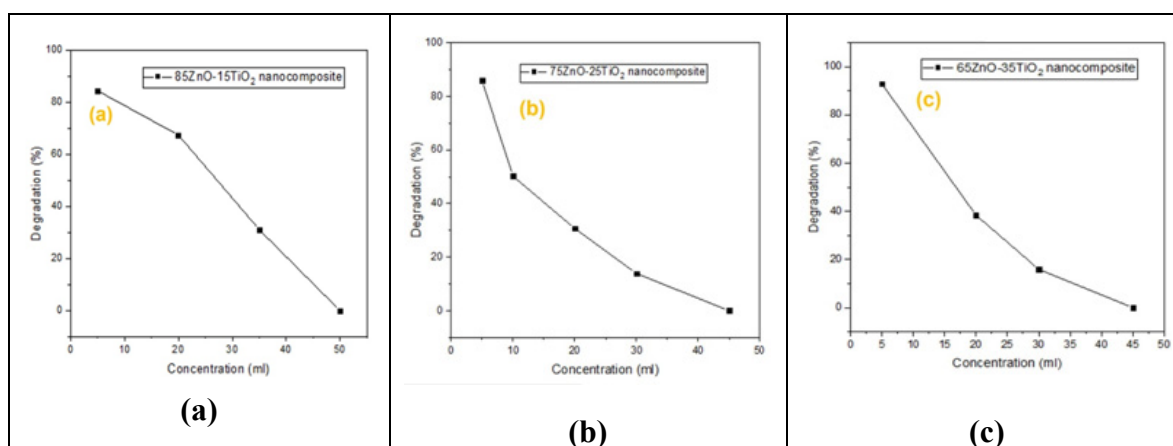 100
80
60
40
20
0
Degradation (%)
85ZnO-15TiO₂ nanocomposite
(a)
0 10 20 30 40 50
Concentration (ml)
(a)
100
80
60
40
20
0
Degradation (%)
75ZnO-25TiO₂ nanocomposite
(b)
0 10 20 30 40 50
Concentration (ml)
(b)
100
80
60
40
20
0
Degradation (%)
65ZnO-35TiO₂ nanocomposite
(c)
0 5 10 15 20 25 30 35 40 45 50
Concentration (ml)
(c)